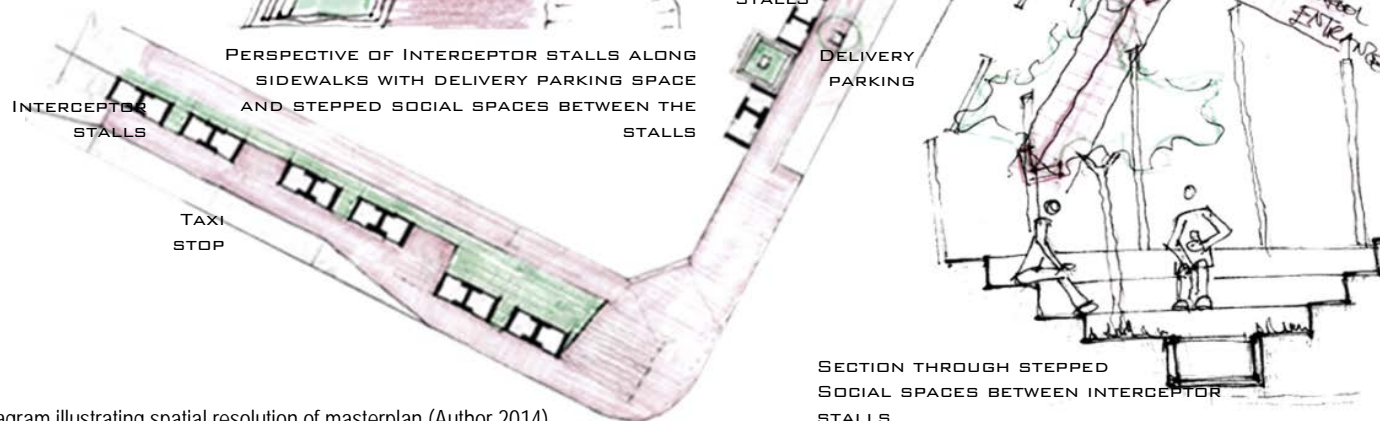 STALLS
PERSPECTIVE OF INTERCEPTOR STALLS ALONG
SIDEWALKS WITH DELIVERY PARKING SPACE
AND STEPPED SOCIAL SPACES BETWEEN THE
STALLS
DELIVERY
PARKING
ENTRANCE
INTERCEPTOR
STALLS
TAXI
STOP
SECTION THROUGH STEPPED
SOCIAL SPACES BETWEEN INTERCEPTOR
STALLS
agram illustrating spatial resolution of masterplan (Author 2014)